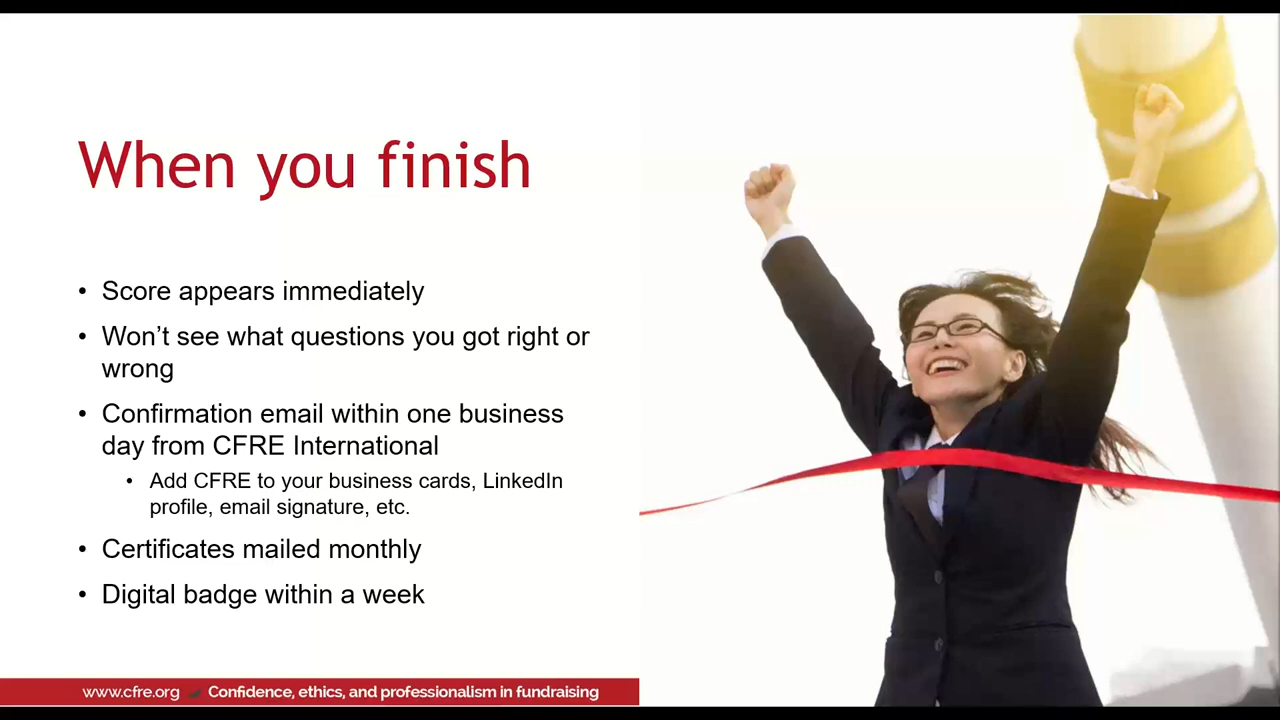 When you finish
• Score appears immediately
• Won’t see what questions you got right or
wrong
• Confirmation email within one business
day from CFRE International
• Add CFRE to your business cards, LinkedIn
profile, email signature, etc.
• Certificates mailed monthly
• Digital badge within a week
www.cfre.org Confidence, ethics, and professionalism in fundraising